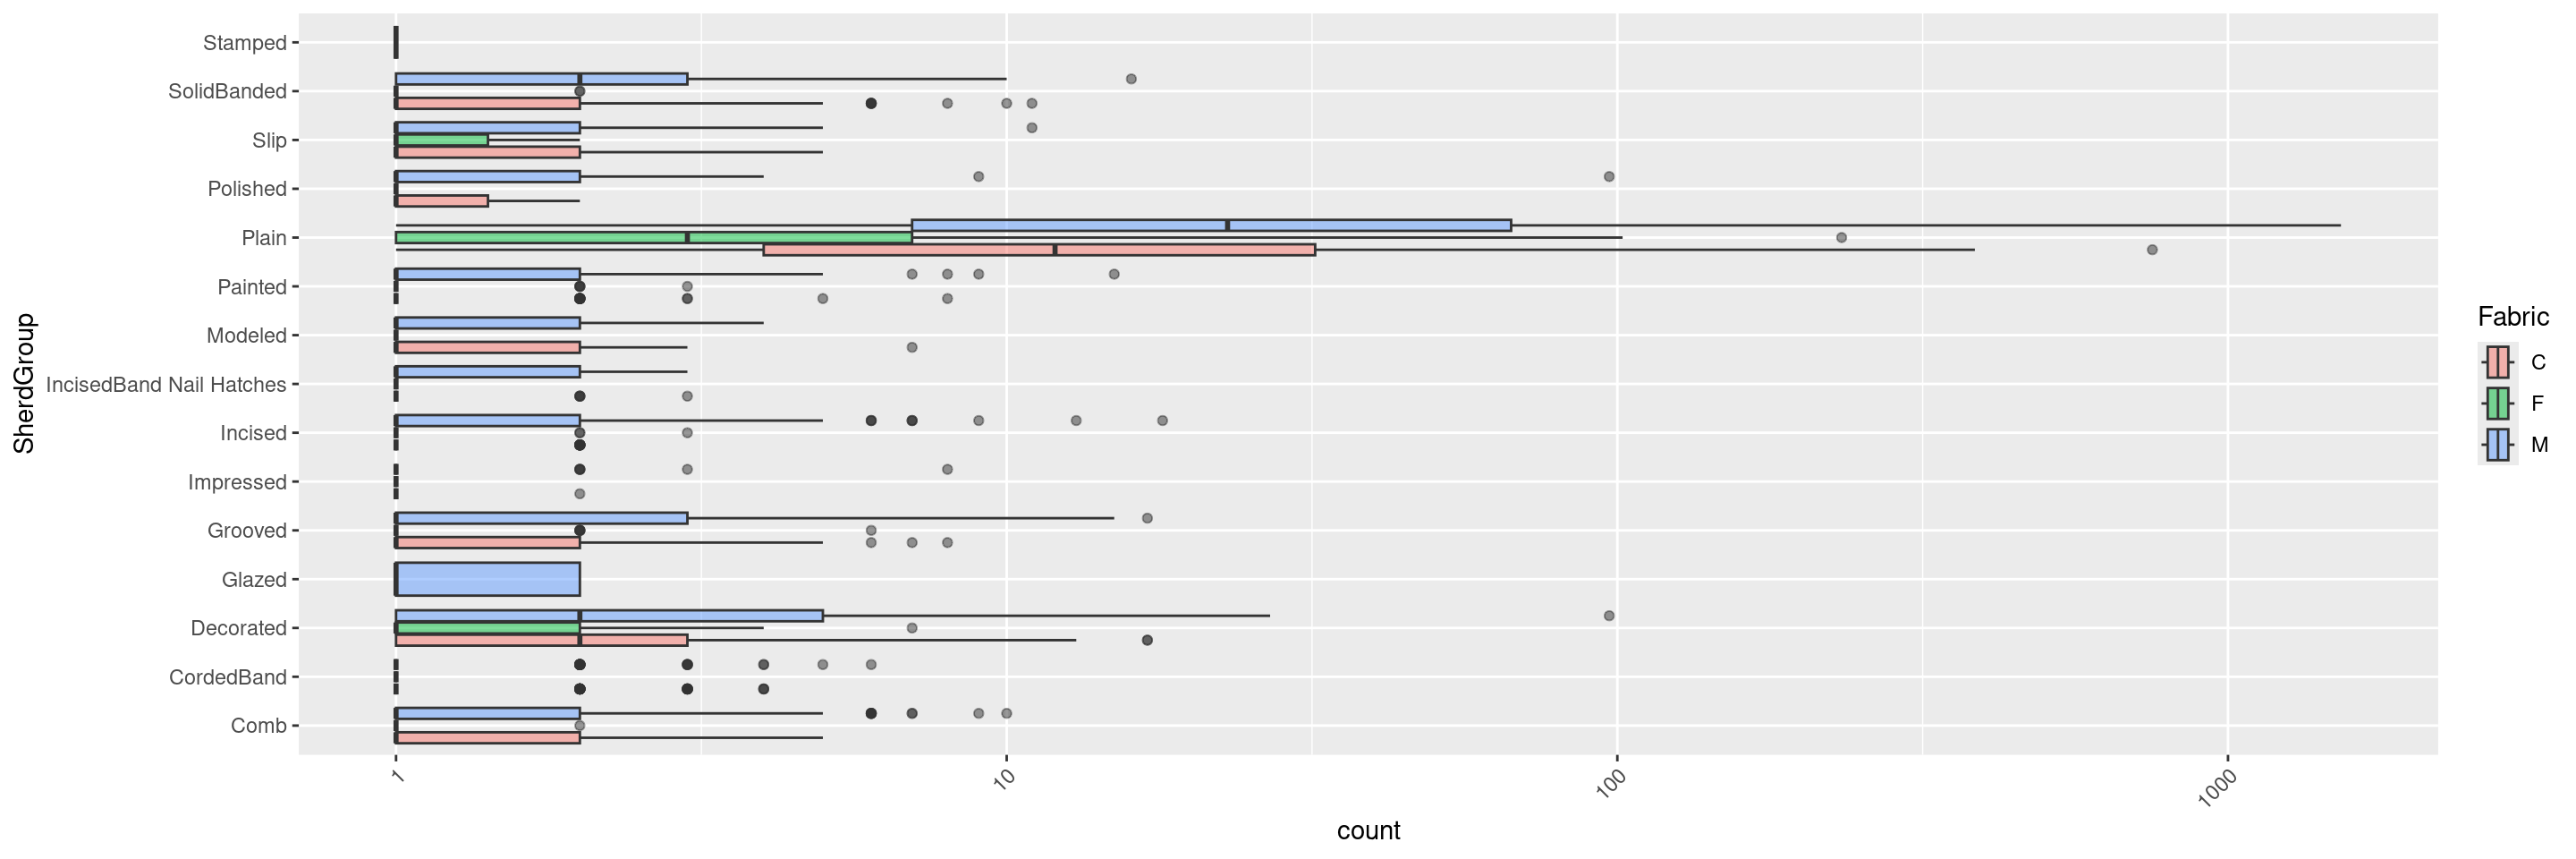 SherdGroup
Stamped
SolidBanded
Slip
Polished
Plain
Painted
Modeled
IncisedBand Nail Hatches
Incised
Impressed
Grooved
Glazed
Decorated
CordedBand
Comb
1
10
100
1000
count
Fabric
C
F
M